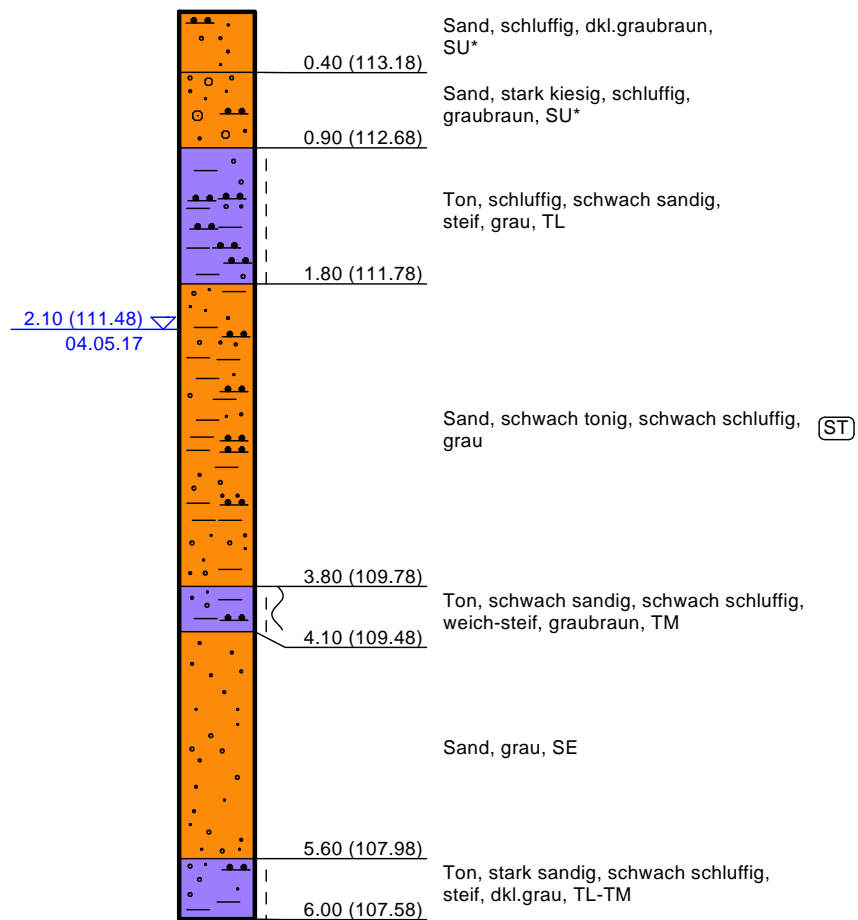 Sand, schluffig, dkl.graubraun,
SU*
0.40 (113.18)
Sand, stark kiesig, schluffig,
graubraun, SU*
0.90 (112.68)
Ton, schluffig, schwach sandig,
steif, grau, TL
1.80 (111.78)
2.10 (111.48)
04.05.17
Sand, schwach tonig, schwach schluffig,
grau
ST
3.80 (109.78)
Ton, schwach sandig, schwach schluffig,
weich-steif, graubraun, TM
4.10 (109.48)
Sand, grau, SE
5.60 (107.98)
Ton, stark sandig, schwach schluffig,
steif, dkl.grau, TL-TM
6.00 (107.58)